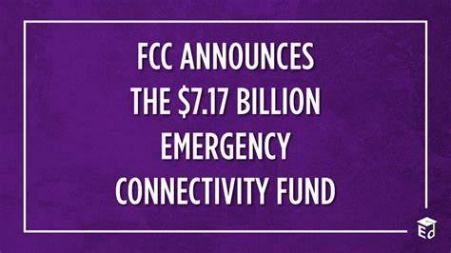 FCC ANNOUNCES
THE $7.17 BILLION
EMERGENCY
CONNECTIVITY FUND
Ed